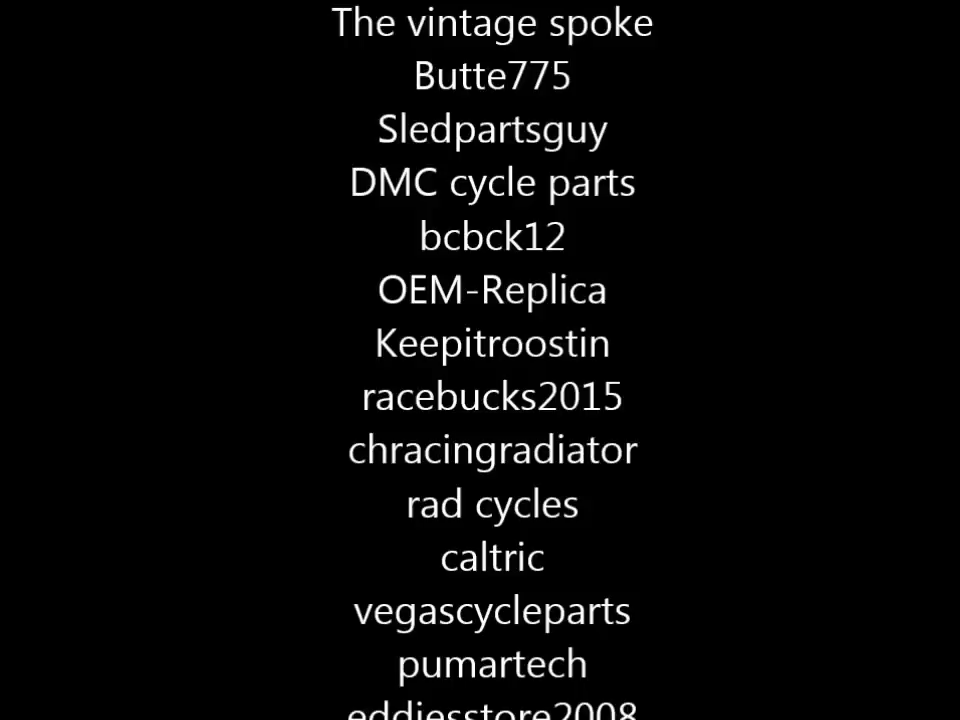 The vintage spoke
Butte775
Sledpartsguy
DMC cycle parts
bcbck12
OEM-Replica
Keepitroostin
racebucks2015
chracingradiator
rad cycles
caltric
vegascycleparts
pumartech
eddiesstore2008